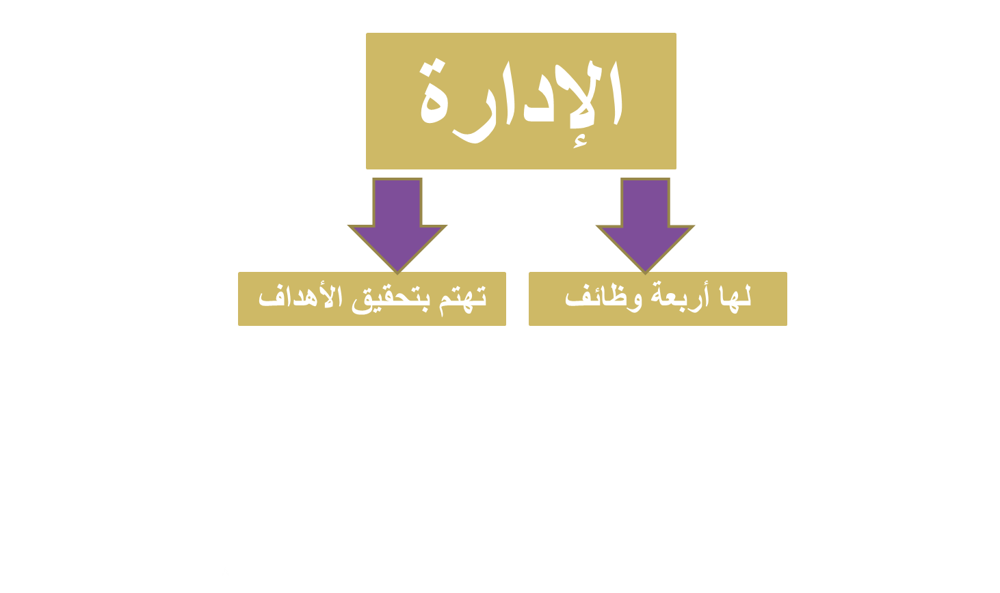 الإدارة
لها أربعة وظائف
تهتم بتحقيق الأهداف